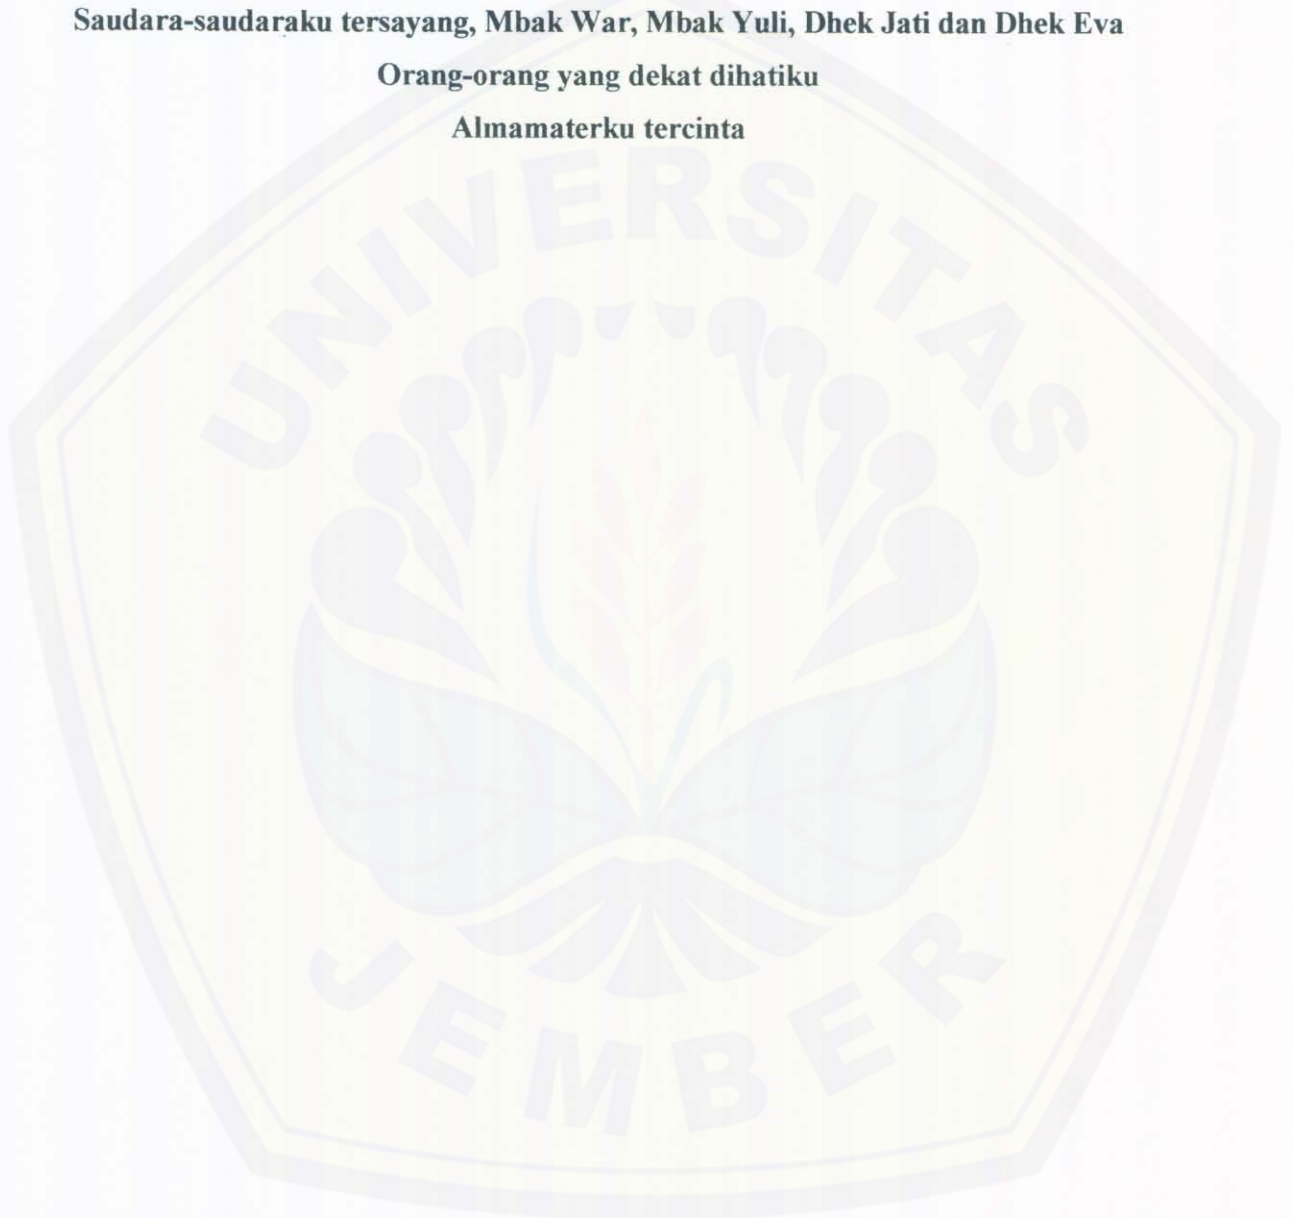 Saudara-saudaraku tersayang, Mbak War, Mbak Yuli, Dhek Jati dan Dhek Eva
Orang-orang yang dekat dihatiku
Almamaterku tercinta
UNIVERSITAS
JEMBER